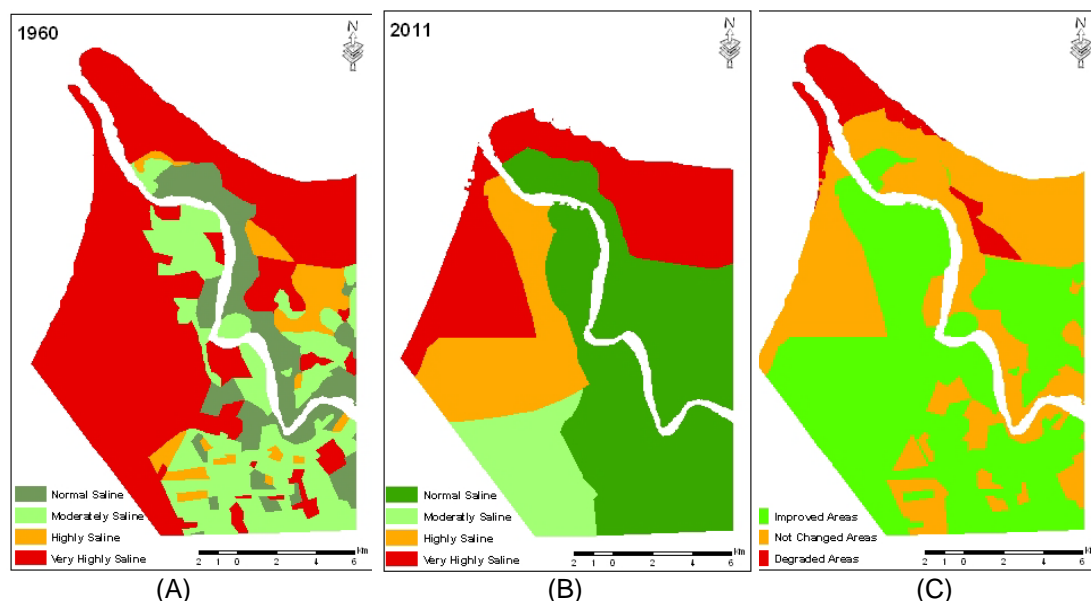 1960
N
Normal Saline
Moderately Saline
Highly Saline
Very Highly Saline
Km
2 1 0 2 4 6
(A)
2011
N
Normal Saline
Moderatly Saline
Highly Saline
Very Highly Saline
2 1 0 2 4 6
(B)
N
Improved Areas
Not Changed Areas
Degraded Areas
2 1 0 2 4 6
(C)